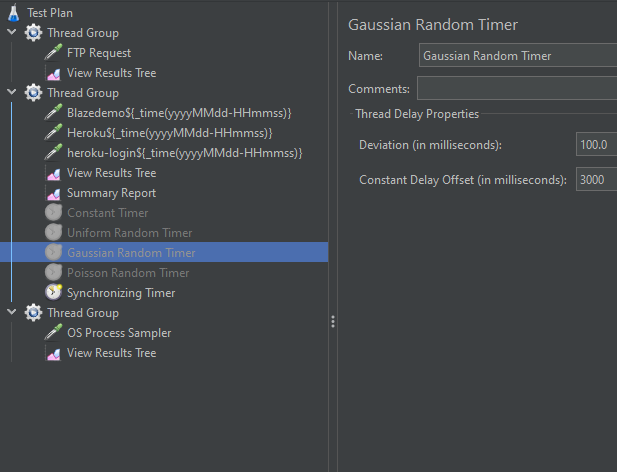 Test Plan
Thread Group
FTP Request
View Results Tree
Thread Group
Blazedemo${_time(yyyyMMdd-HHmmss)}
Heroku${_time(yyyyMMdd-HHmmss)}
heroku-login${_time(yyyyMMdd-HHmmss)}
View Results Tree
Summary Report
Constant Timer
Uniform Random Timer
Gaussian Random Timer
Poisson Random Timer
Synchronizing Timer
Thread Group
OS Process Sampler
View Results Tree
Gaussian Random Timer
Name: Gaussian Random Timer
Comments:
Thread Delay Properties
Deviation (in milliseconds): 100.0
Constant Delay Offset (in milliseconds): 3000